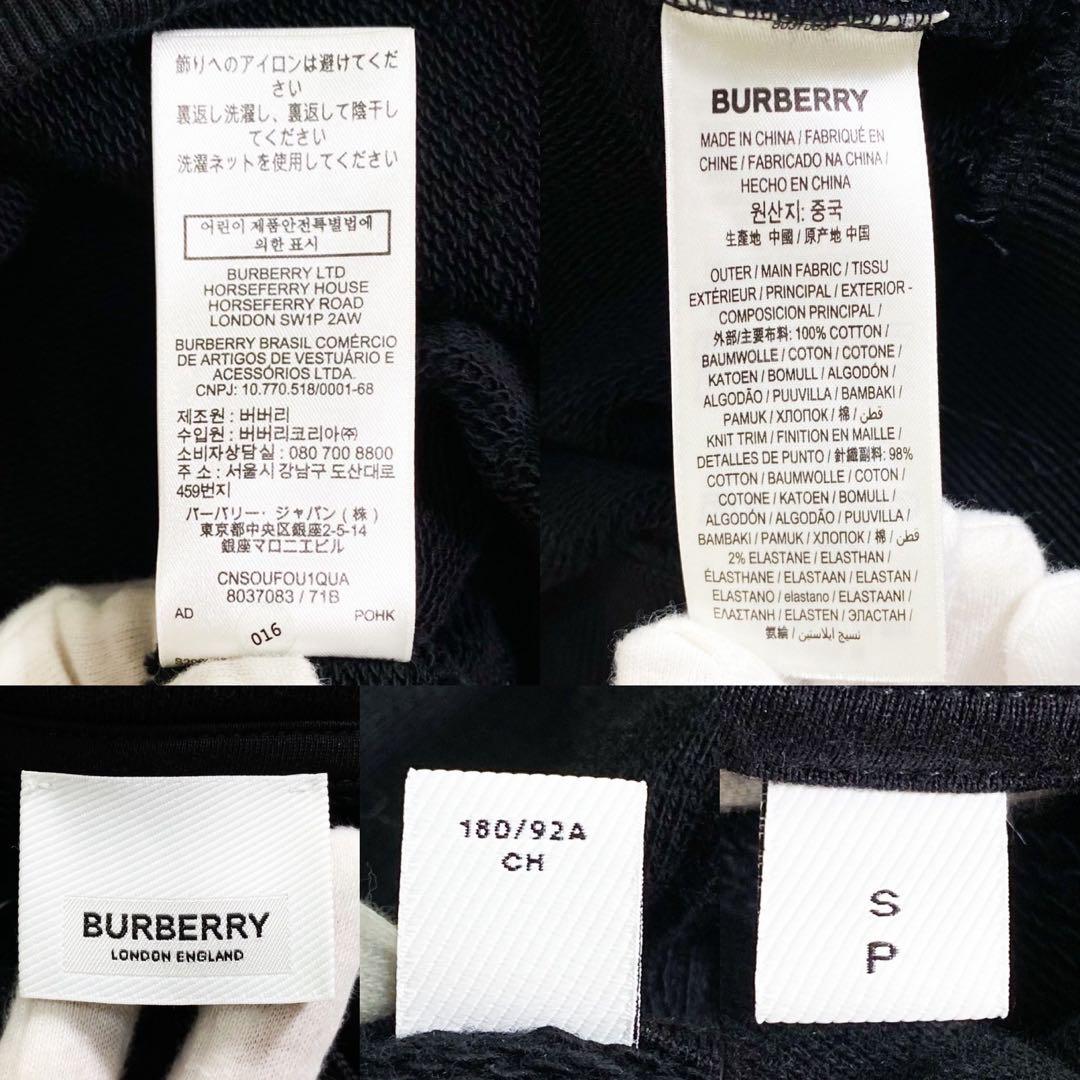 飾りへのアイロンは避けてくだ
さい
裏返し洗濯し、裏返して陰干し
てください
洗濯ネットを使用してください
어린이 제품안전특별법에
의한 표시
BURBERRY LTD
HORSEFERRY HOUSE
HORSEFERRY ROAD
LONDON SW1P 2AW
BURBERRY BRASIL COMÉRCIO
DE ARTIGOS DE VESTUÁRIO E
ACESSÓRIOS LTDA.
CNPJ: 10.770.518/0001-68
제조원 : 버버리
수입원 : 버버리코리아㈜
소비자상담실 : 080 700 8800
주 소 : 서울시 강남구 도산대로
459번지
バーバリー・ジャパン(株)
東京都中央区銀座2-5-14
銀座マロニエビル
CNSOUFOU1QUA
8037083 / 71B
AD POHK
016
BURBERRY
MADE IN CHINA / FABRIQUÉ EN
CHINE / FABRICADO NA CHINA /
HECHO EN CHINA
원산지: 중국
生產地 中國 / 原产地 中国
OUTER / MAIN FABRIC / TISSU
EXTÉRIEUR / PRINCIPAL / EXTERIOR -
COMPOSICION PRINCIPAL /
外部/主要布料: 100% COTTON /
BAUMWOLLE / COTON / COTONE /
KATOEN / BOMULL / ALGODÓN /
ALGODÃO / PUUVILLA / BAMBAKI /
PAMUK / ХЛОПОК / 棉 / قطن
KNIT TRIM / FINITION EN MAILLE /
DETALLES DE PUNTO / 針織副料: 98%
COTTON / BAUMWOLLE / COTON /
COTONE / KATOEN / BOMULL /
ALGODÓN / ALGODÃO / PUUVILLA /
BAMBAKI / PAMUK / ХЛОПОК / 棉 / قطن
2% ELASTANE / ELASTHAN /
ÉLASTHANE / ELASTAAN / ELASTAN /
ELASTANO / elastano / ELASTAANI /
ΕΛΑΣΤΑΝΗ / ELASTEN / ЭЛАСТАН /
氨綸 / نسيج ايلاستين
BURBERRY
LONDON ENGLAND
180/92A
CH
S
P